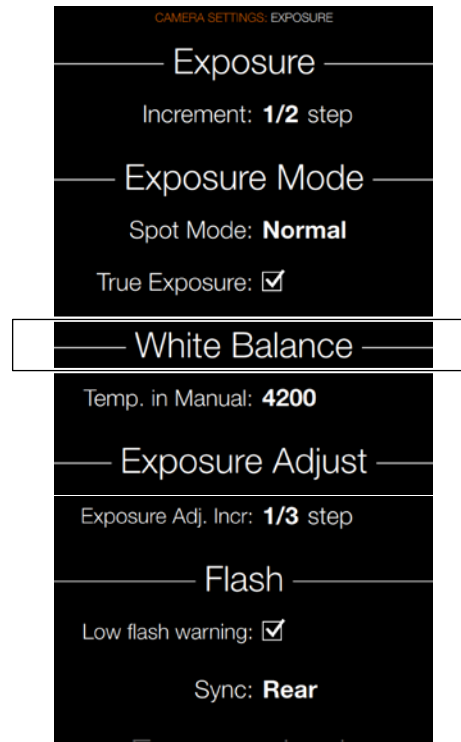 CAMERA SETTINGS: EXPOSURE
Exposure
Increment: 1/2 step
Exposure Mode
Spot Mode: Normal
True Exposure: ☑
White Balance
Temp. in Manual: 4200
Exposure Adjust
Exposure Adj. Incr: 1/3 step
Flash
Low flash warning: ☑
Sync: Rear